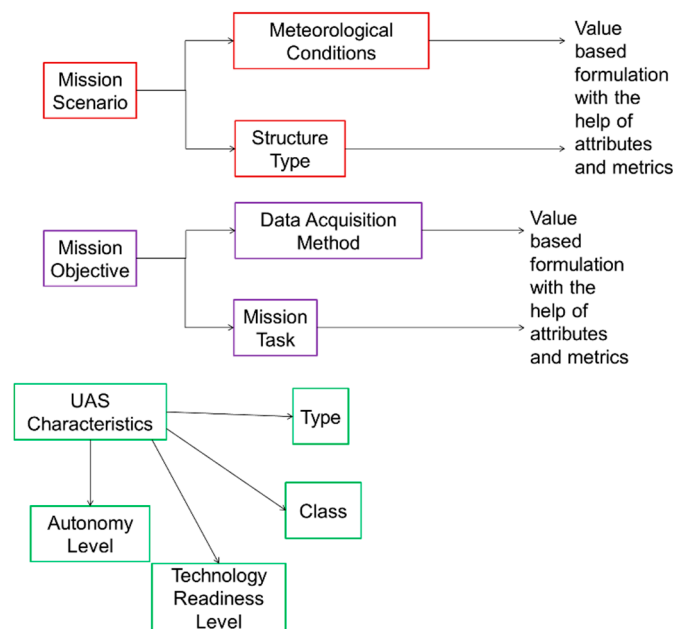 Meteorological
Conditions
Mission
Scenario
Structure
Type
Value
based
formulation
with the
help of
attributes
and metrics
Data Acquisition
Method
Mission
Objective
Mission
Task
Value
based
formulation
with the
help of
attributes
and metrics
UAS
Characteristics
Type
Class
Autonomy
Level
Technology
Readiness
Level